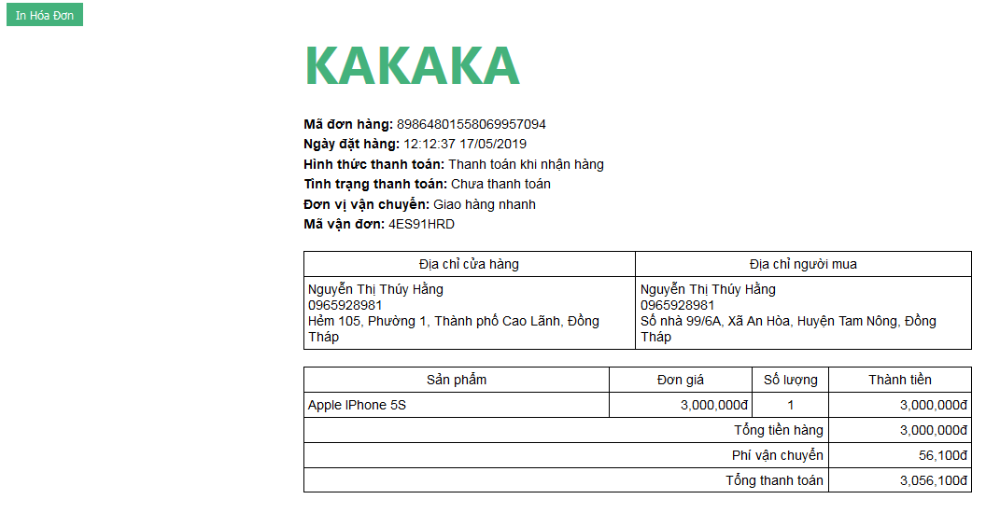 In Hóa Đơn
KAKAKA
Mã đơn hàng: 89864801558069957094
Ngày đặt hàng: 12:12:37 17/05/2019
Hình thức thanh toán: Thanh toán khi nhận hàng
Tình trạng thanh toán: Chưa thanh toán
Đơn vị vận chuyển: Giao hàng nhanh
Mã vận đơn: 4ES91HRD
Địa chỉ cửa hàng
Địa chỉ người mua
Nguyễn Thị Thúy Hằng
0965928981
Hẻm 105, Phường 1, Thành phố Cao Lãnh, Đồng
Tháp
Nguyễn Thị Thúy Hằng
0965928981
Số nhà 99/6A, Xã An Hòa, Huyện Tam Nông, Đồng
Tháp
Sản phẩm Đơn giá Số lượng Thành tiền
Apple IPhone 5S 3,000,000đ 1 3,000,000đ
Tổng tiền hàng 3,000,000đ
Phí vận chuyển 56,100đ
Tổng thanh toán 3,056,100đ